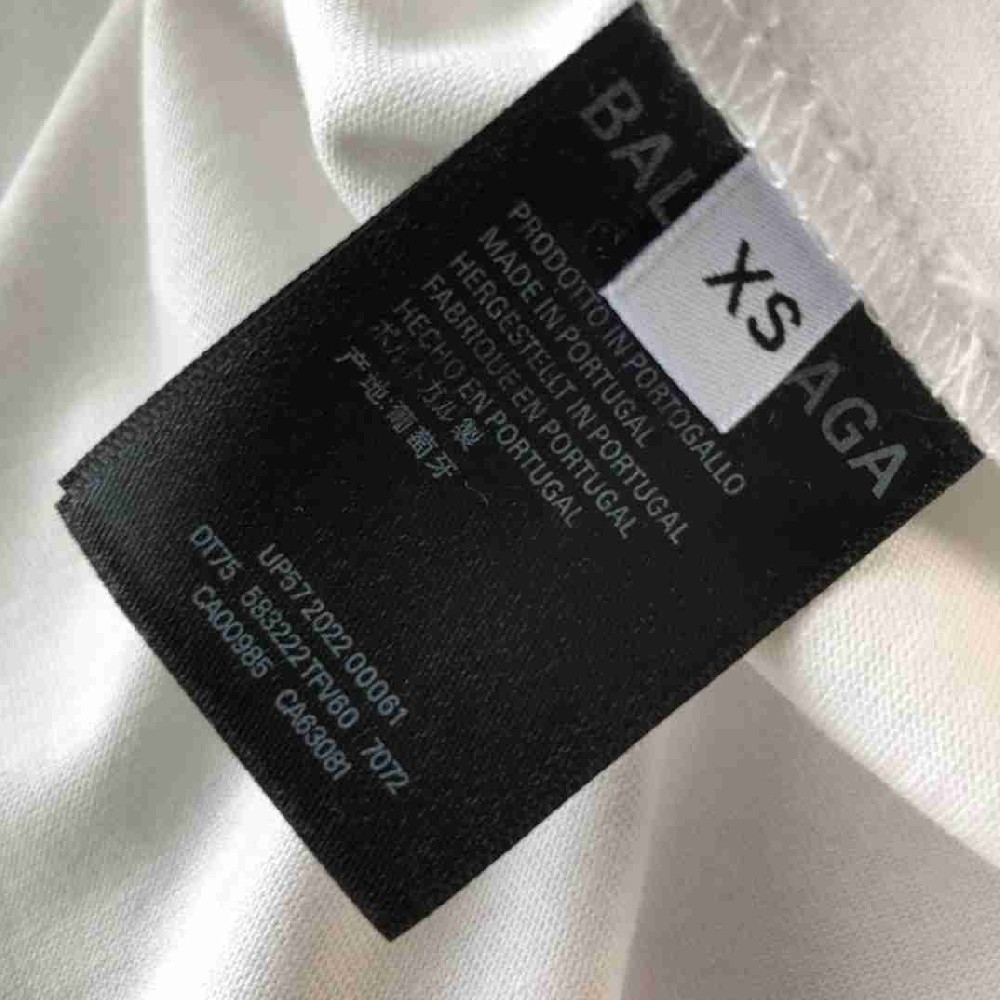 BAL AGA
XS
PRODOTTO IN PORTOGALLO
MADE IN PORTUGAL
HERGESTELLT IN PORTUGAL
FABRIQUE EN PORTUGAL
HECHO EN PORTUGAL
ポルトガル製
产地:葡萄牙
UP57 2022 00061
DT75 583222TFV60 7072
CA00985 CA63081